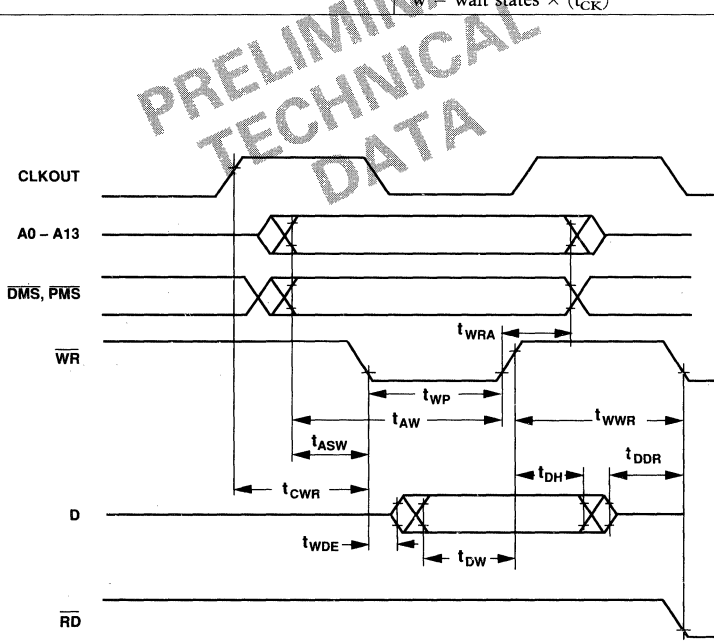 w = wait states × (tCK)
PRELIMINARY
TECHNICAL
DATA
CLKOUT
A0 – A13
DMS, PMS
tWRA
WR
tWP
tAW
tWWR
tASW
tDDR
tDH
tCWR
D
tWDE
tDW
RD